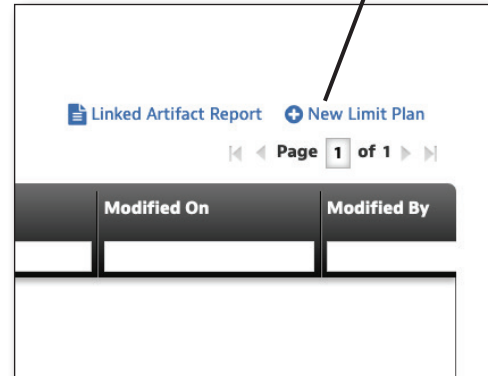 Linked Artifact Report New Limit Plan
Page 1 of 1
Modified On Modified By